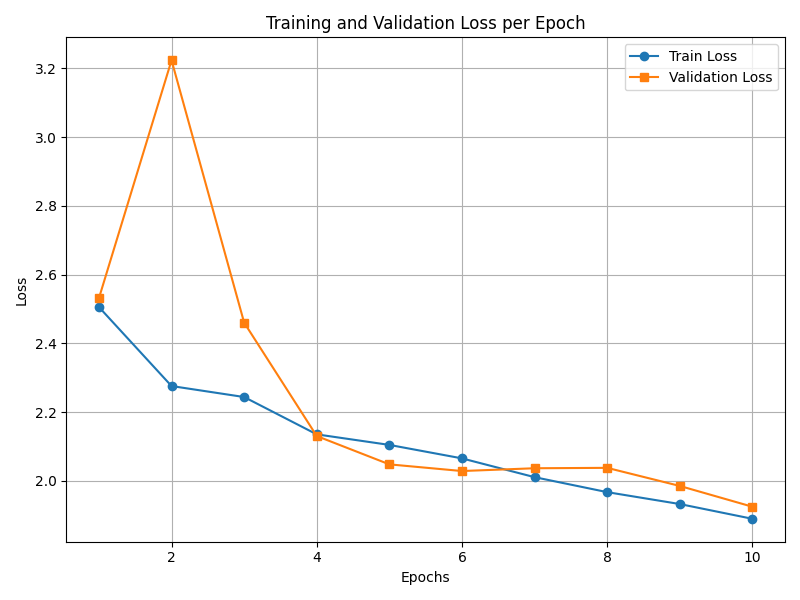 Training and Validation Loss per Epoch
Train Loss
Validation Loss
3.2
3.0
2.8
2.6
2.4
2.2
2.0
Loss
2 4 6 8 10
Epochs